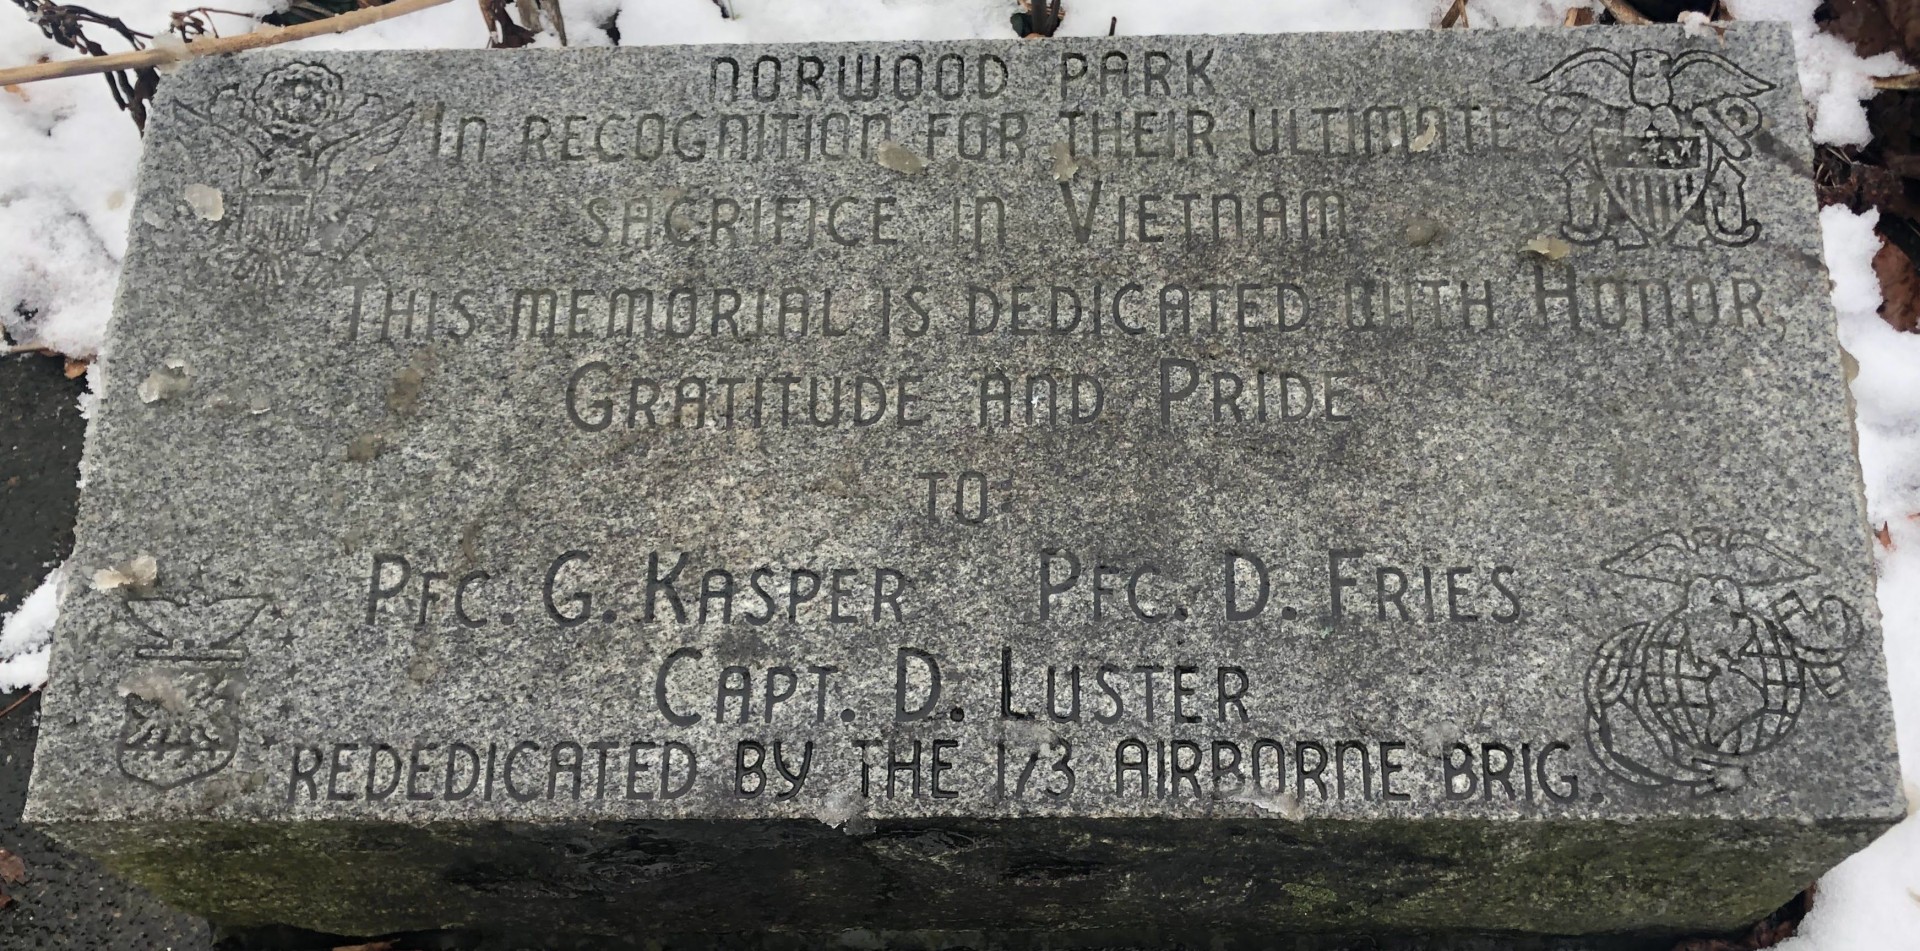 NORWOOD PARK
IN RECOGNITION FOR THEIR ULTIMATE
SACRIFICE IN VIETNAM
THIS MEMORIAL IS DEDICATED WITH HONOR,
GRATITUDE AND PRIDE
TO:
PFC. G. KASPER PFC. D. FRIES
CAPT. D. LUSTER
REDEDICATED BY THE 173 AIRBORNE BRIG.